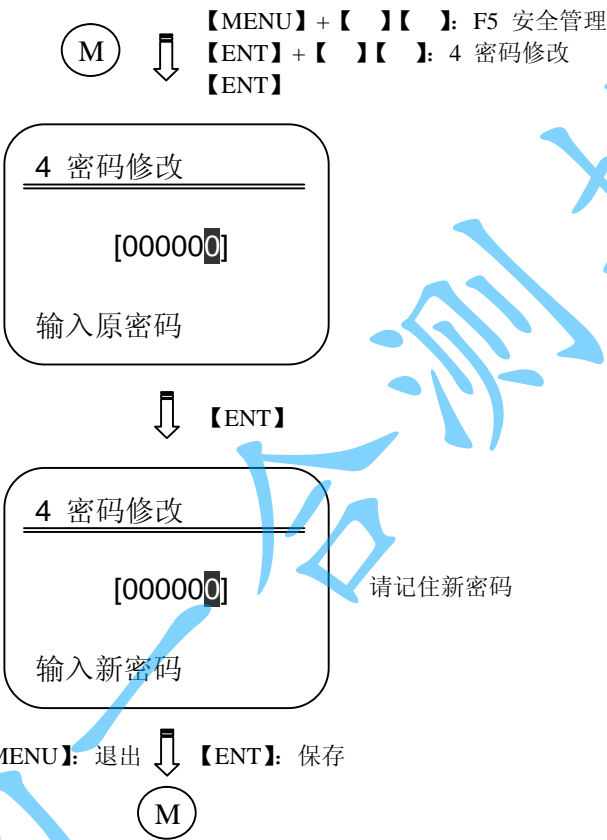 【MENU】+【 】【 】：F5 安全管理
M
【ENT】+【 】【 】：4 密码修改
【ENT】
4 密码修改
[000000]
输入原密码
【ENT】
4 密码修改
[000000]
请记住新密码
输入新密码
MENU】：退出 【ENT】：保存
M